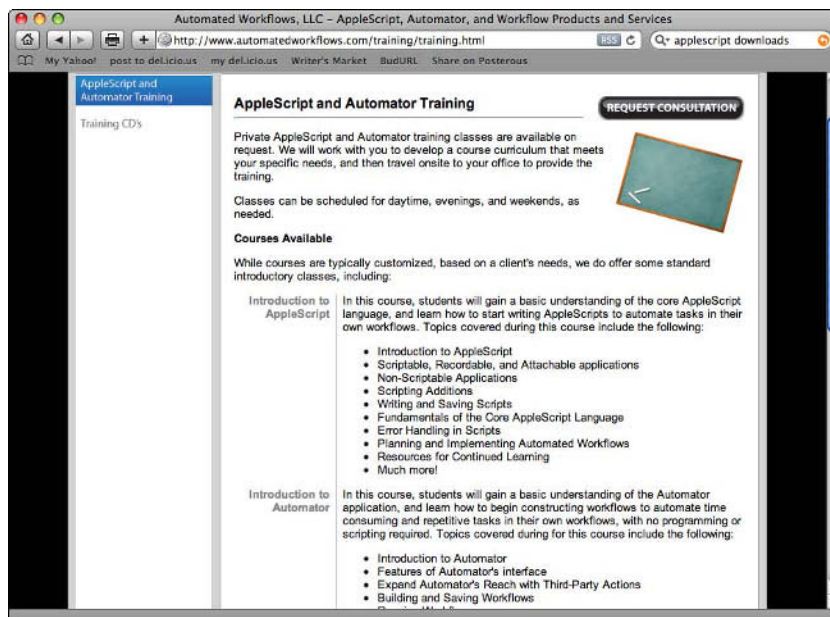 Automated Workflows, LLC – AppleScript, Automator, and Workflow Products and Services
http://www.automatedworkflows.com/training/training.html
RSS
applescript downloads
My Yahoo!
post to del.icio.us
my del.icio.us
Writer's Market
BudURL
Share on Posterous
AppleScript and
Automator Training
Training CD's
AppleScript and Automator Training
REQUEST CONSULTATION
Private AppleScript and Automator training classes are available on
request. We will work with you to develop a course curriculum that meets
your specific needs, and then travel onsite to your office to provide the
training.
Classes can be scheduled for daytime, evenings, and weekends, as
needed.
Courses Available
While courses are typically customized, based on a client's needs, we do offer some standard
introductory classes, including:
Introduction to
AppleScript
In this course, students will gain a basic understanding of the core AppleScript
language, and learn how to start writing AppleScripts to automate tasks in their
own workflows. Topics covered during this course include the following:
• Introduction to AppleScript
• Scriptable, Recordable, and Attachable applications
• Non-Scriptable Applications
• Scripting Additions
• Writing and Saving Scripts
• Fundamentals of the Core AppleScript Language
• Error Handling in Scripts
• Planning and Implementing Automated Workflows
• Resources for Continued Learning
• Much more!
Introduction to
Automator
In this course, students will gain a basic understanding of the Automator
application, and learn how to begin constructing workflows to automate time
consuming and repetitive tasks in their own workflows, with no programming or
scripting required. Topics covered during for this course include the following:
• Introduction to Automator
• Features of Automator's interface
• Expand Automator's Reach with Third-Party Actions
• Building and Saving Workflows